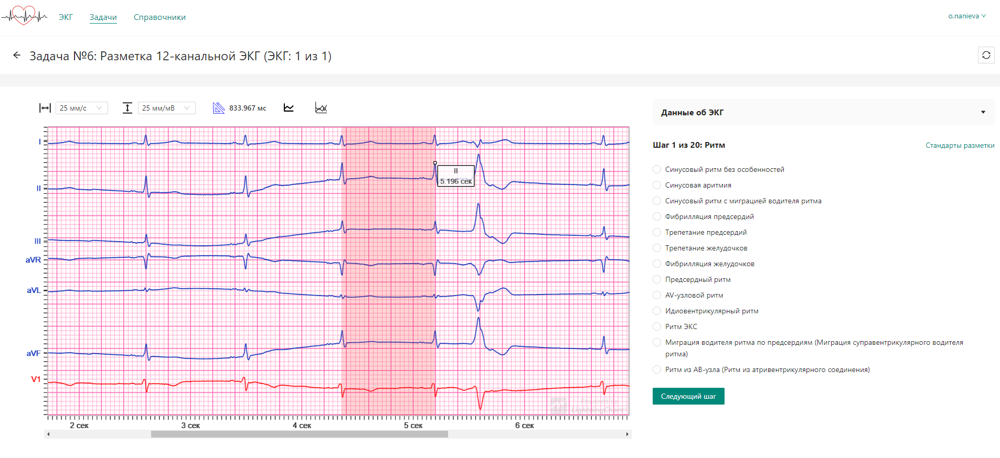 ЭКГ Задачи Справочники o.nanieva
Задача №6: Разметка 12-канальной ЭКГ (ЭКГ: 1 из 1)
25 мм/с 25 мм/мВ 833.967 мс
Данные об ЭКГ
Шаг 1 из 20: Ритм Стандарты разметки
Синусовый ритм без особенностей
Синусовая аритмия
Синусовый ритм с миграцией водителя ритма
Фибрилляция предсердий
Трепетание предсердий
Трепетание желудочков
Фибрилляция желудочков
Предсердный ритм
AV-узловой ритм
Идиовентрикулярный ритм
Ритм ЭКС
Миграция водителя ритма по предсердиям (Миграция суправентрикулярного водителя
ритма)
Ритм из АВ-узла (Ритм из атривентрикулярного соединения)
Следующий шаг
I
II
II
5.196 сек
III
aVR
aVL
aVF
V1
Powered by
LightningChart®
2 сек 3 сек 4 сек 5 сек 6 сек